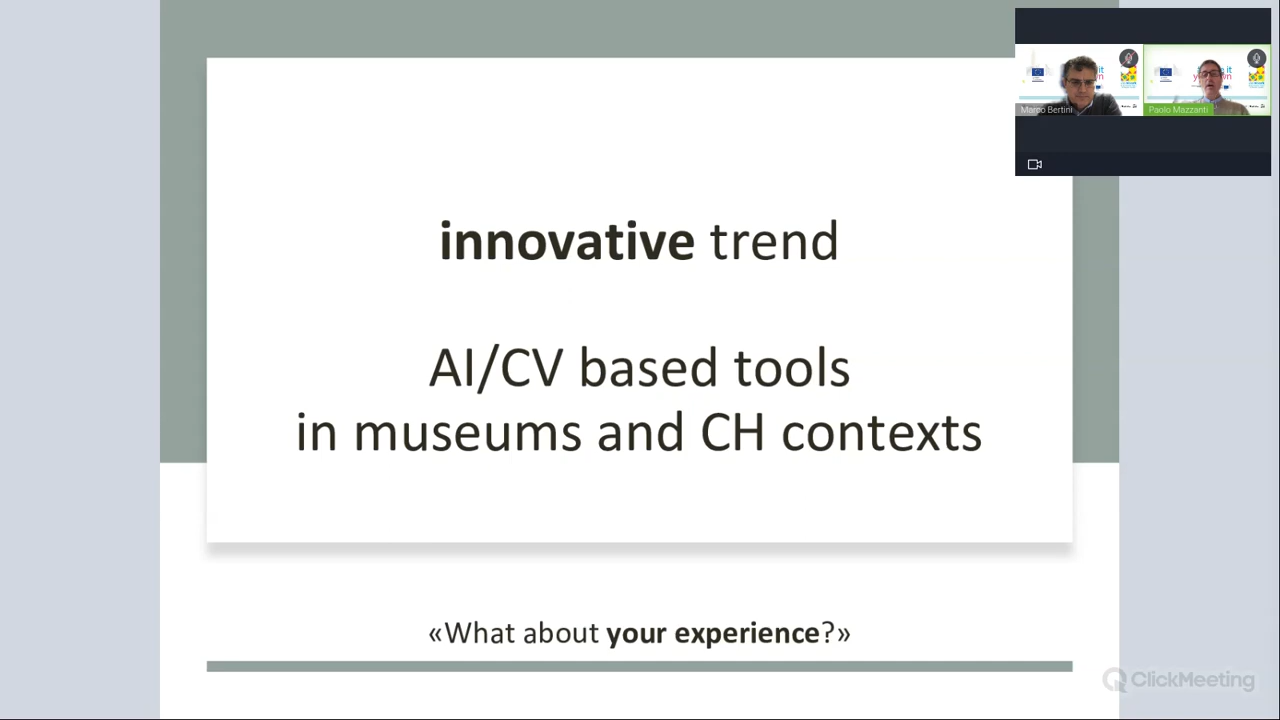 innovative trend
AI/CV based tools
in museums and CH contexts
«What about your experience?»
Marco Bertini
Paolo Mazzanti
ClickMeeting